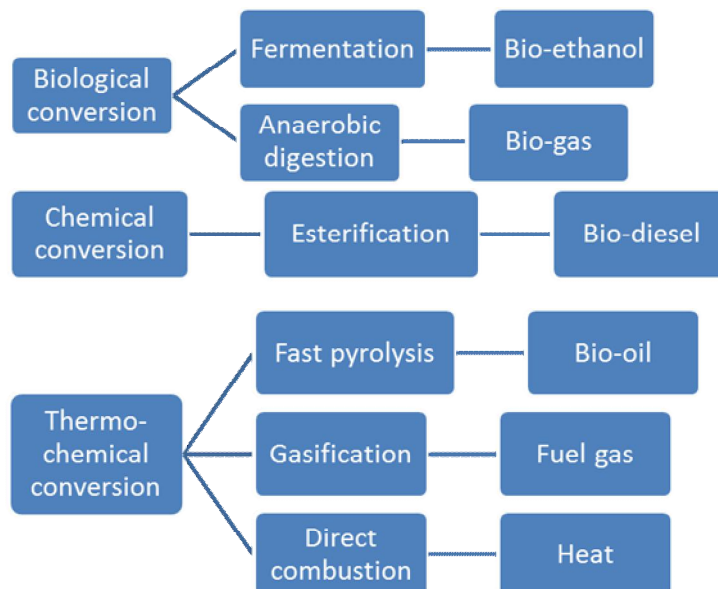 Biological
conversion
Fermentation
Bio-ethanol
Anaerobic
digestion
Bio-gas
Chemical
conversion
Esterification
Bio-diesel
Thermo-
chemical
conversion
Fast pyrolysis
Bio-oil
Gasification
Fuel gas
Direct
combustion
Heat